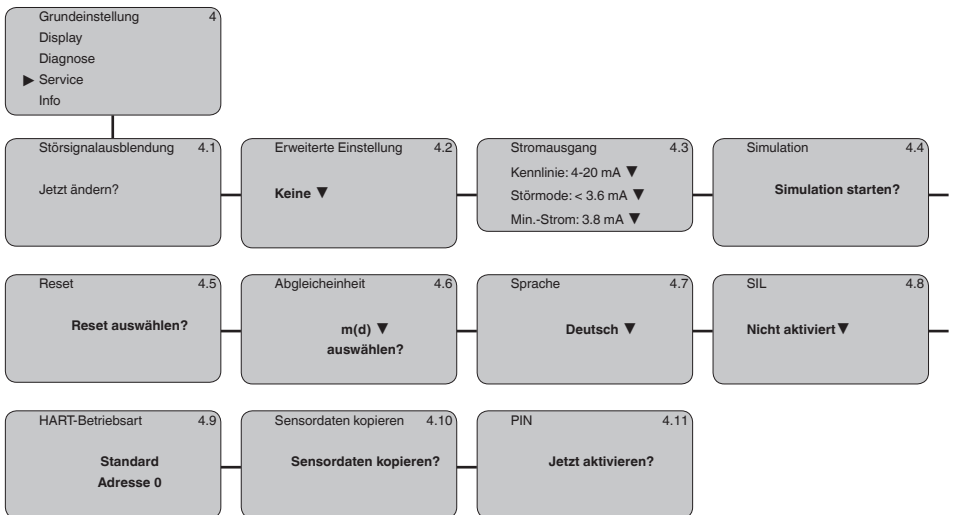 Grundeinstellung 4
Display
Diagnose
▶ Service
Info
Störsignalausblendung 4.1
Jetzt ändern?
Erweiterte Einstellung 4.2
Keine ▼
Stromausgang 4.3
Kennlinie: 4-20 mA ▼
Störmode: < 3.6 mA ▼
Min.-Strom: 3.8 mA ▼
Simulation 4.4
Simulation starten?
Reset 4.5
Reset auswählen?
Abgleicheinheit 4.6
m(d) ▼
auswählen?
Sprache 4.7
Deutsch ▼
SIL 4.8
Nicht aktiviert ▼
HART-Betriebsart 4.9
Standard
Adresse 0
Sensordaten kopieren 4.10
Sensordaten kopieren?
PIN 4.11
Jetzt aktivieren?